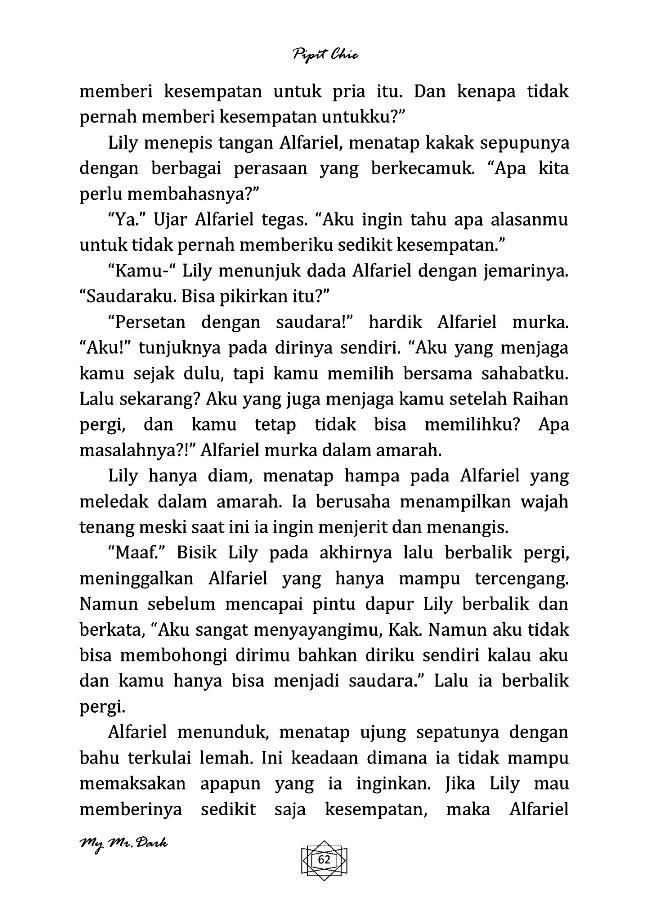 Pipit Chie
memberi kesempatan untuk pria itu. Dan kenapa tidak
pernah memberi kesempatan untukku?”
Lily menepis tangan Alfariel, menatap kakak sepupunya
dengan berbagai perasaan yang berkecamuk. “Apa kita
perlu membahasnya?”
“Ya.” Ujar Alfariel tegas. “Aku ingin tahu apa alasanmu
untuk tidak pernah memberiku sedikit kesempatan.”
“Kamu-“ Lily menunjuk dada Alfariel dengan jemarinya.
“Saudaraku. Bisa pikirkan itu?”
“Persetan dengan saudara!” hardik Alfariel murka.
“Aku!” tunjuknya pada dirinya sendiri. “Aku yang menjaga
kamu sejak dulu, tapi kamu memilih bersama sahabatku.
Lalu sekarang? Aku yang juga menjaga kamu setelah Raihan
pergi, dan kamu tetap tidak bisa memilihku? Apa
masalahnya?!” Alfariel murka dalam amarah.
Lily hanya diam, menatap hampa pada Alfariel yang
meledak dalam amarah. Ia berusaha menampilkan wajah
tenang meski saat ini ia ingin menjerit dan menangis.
“Maaf.” Bisik Lily pada akhirnya lalu berbalik pergi,
meninggalkan Alfariel yang hanya mampu tercengang.
Namun sebelum mencapai pintu dapur Lily berbalik dan
berkata, “Aku sangat menyayangimu, Kak. Namun aku tidak
bisa membohongi dirimu bahkan diriku sendiri kalau aku
dan kamu hanya bisa menjadi saudara.” Lalu ia berbalik
pergi.
Alfariel menunduk, menatap ujung sepatunya dengan
bahu terkulai lemah. Ini keadaan dimana ia tidak mampu
memaksakan apapun yang ia inginkan. Jika Lily mau
memberinya sedikit saja kesempatan, maka Alfariel
My Mr. Dark
62